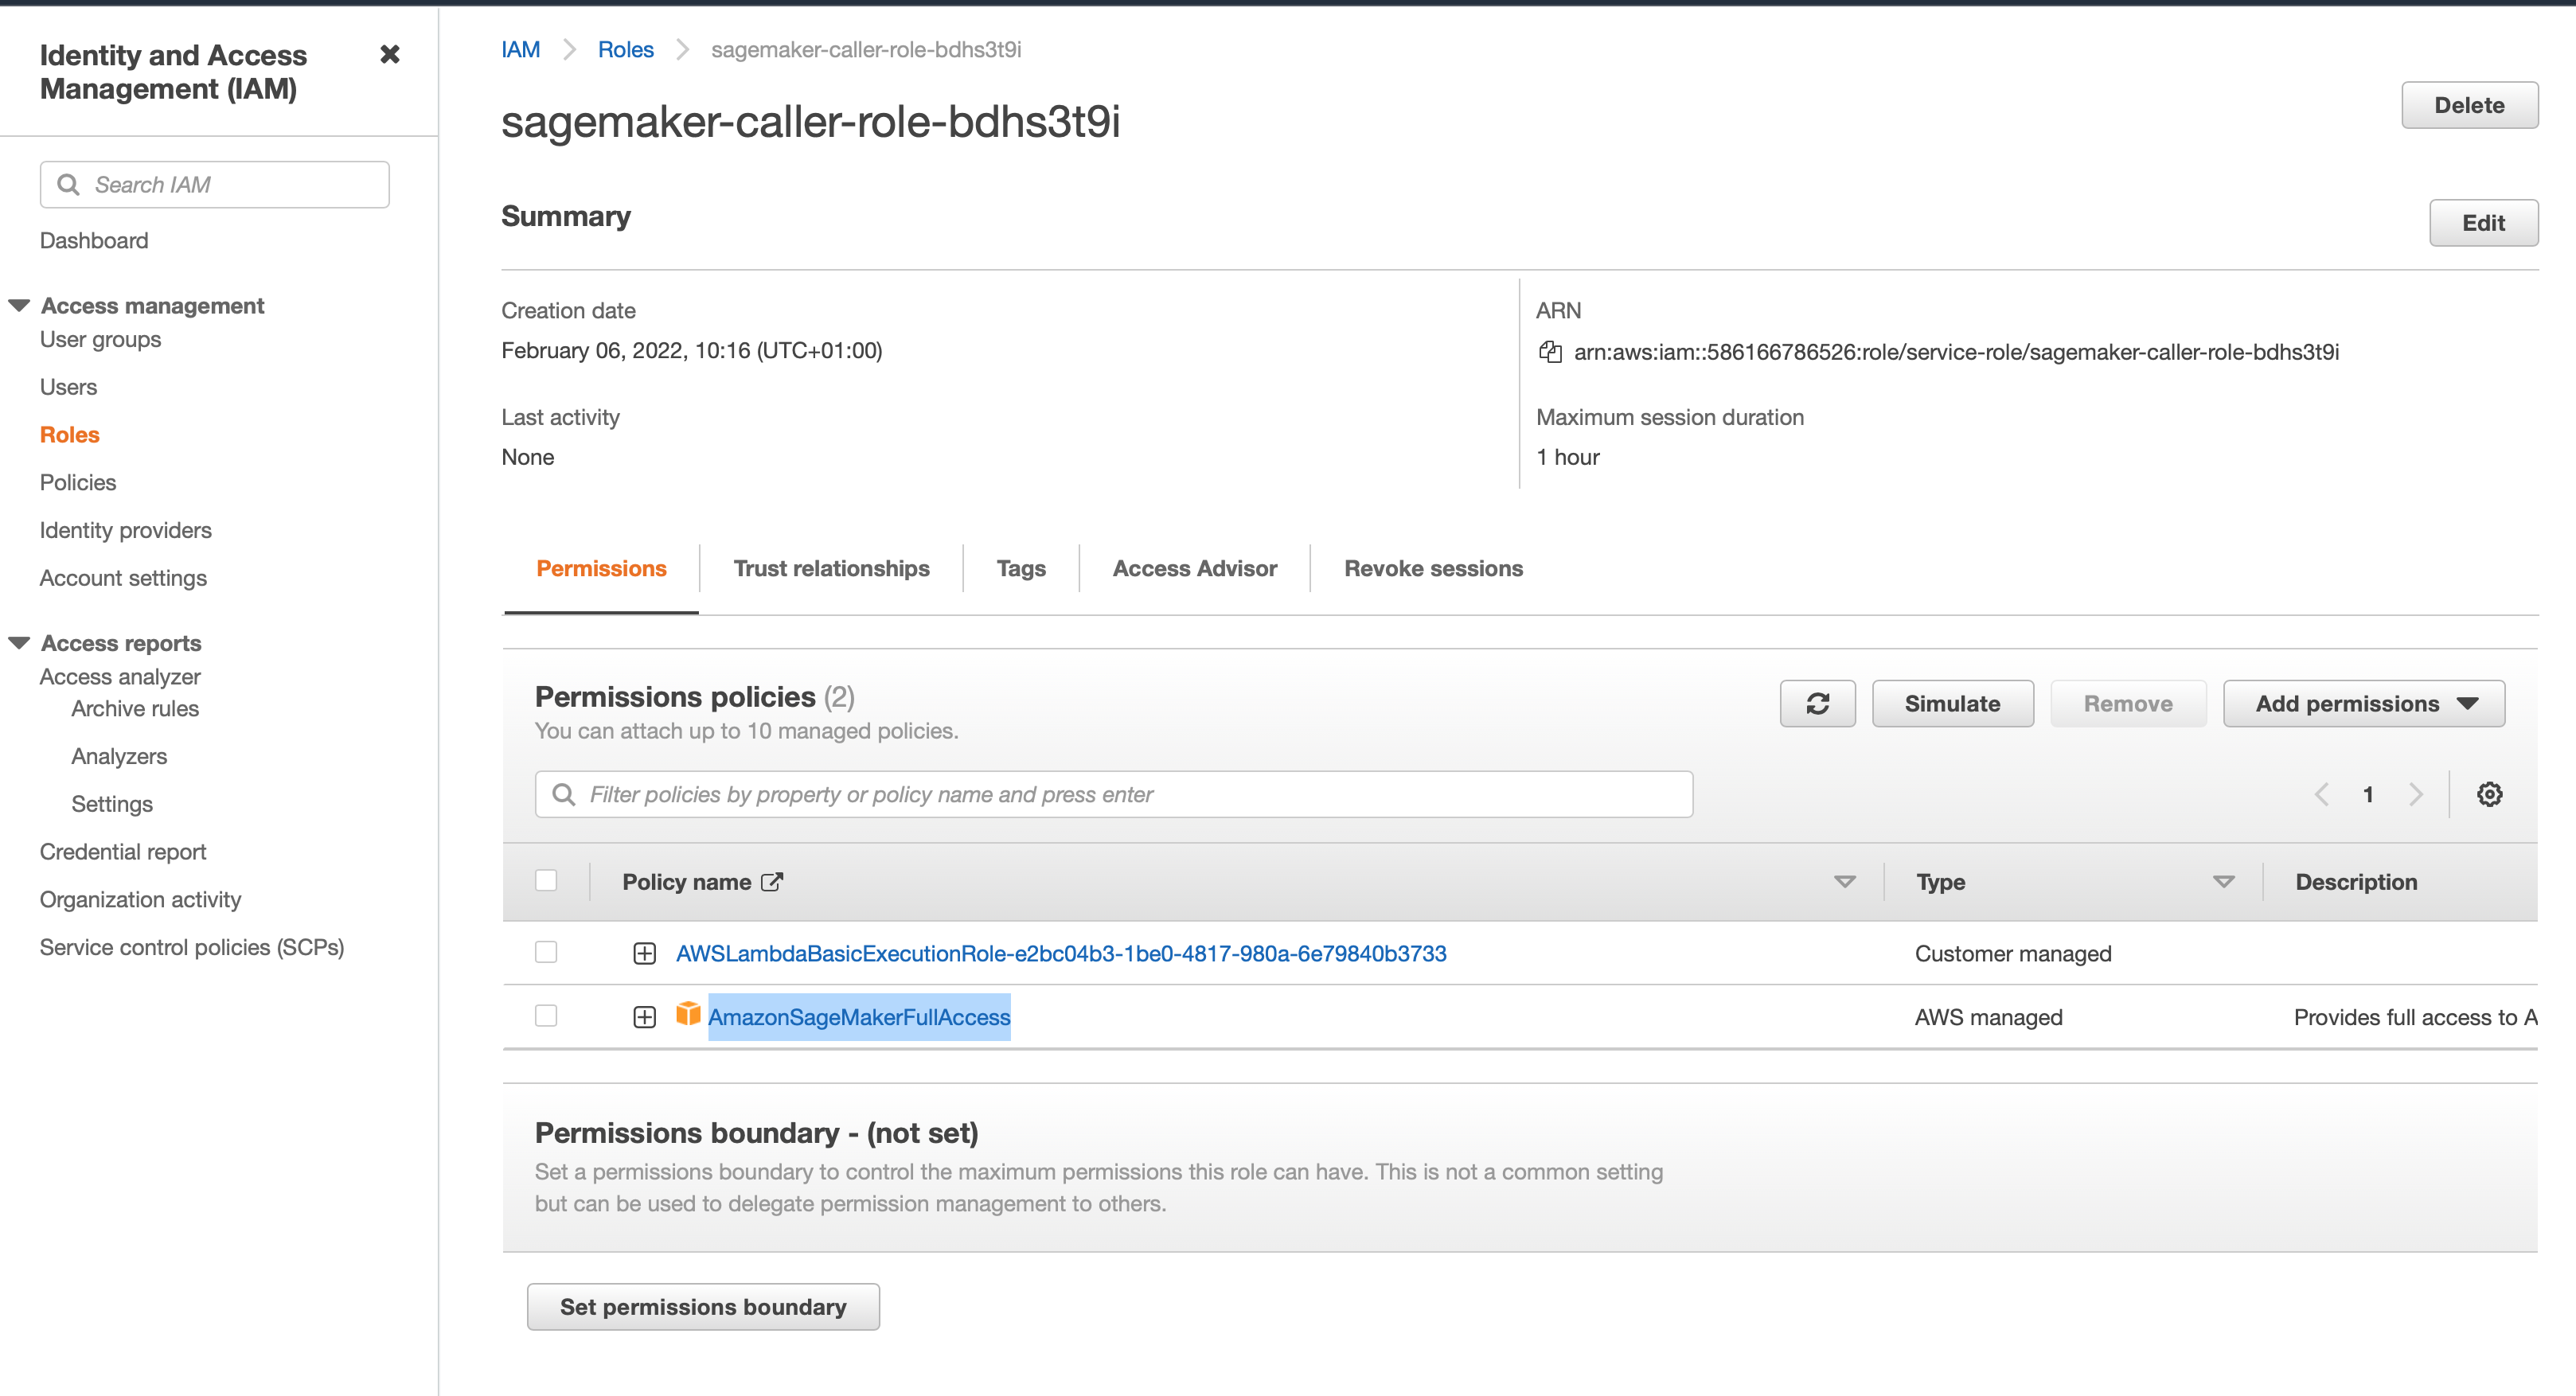 Identity and Access
Management (IAM)
Search IAM
Dashboard
Access management
User groups
Users
Roles
Policies
Identity providers
Account settings
Access reports
Access analyzer
Archive rules
Analyzers
Settings
Credential report
Organization activity
Service control policies (SCPs)
IAM > Roles > sagemaker-caller-role-bdhs3t9i
sagemaker-caller-role-bdhs3t9i
Delete
Summary
Edit
Creation date
February 06, 2022, 10:16 (UTC+01:00)
ARN
arn:aws:iam::586166786526:role/service-role/sagemaker-caller-role-bdhs3t9i
Last activity
None
Maximum session duration
1 hour
Permissions
Trust relationships
Tags
Access Advisor
Revoke sessions
Permissions policies (2)
You can attach up to 10 managed policies.
Simulate
Remove
Add permissions
Filter policies by property or policy name and press enter
1
Policy name
Type
Description
AWSLambdaBasicExecutionRole-e2bc04b3-1be0-4817-980a-6e79840b3733
Customer managed
AmazonSageMakerFullAccess
AWS managed
Provides full access to A
Permissions boundary - (not set)
Set a permissions boundary to control the maximum permissions this role can have. This is not a common setting
but can be used to delegate permission management to others.
Set permissions boundary